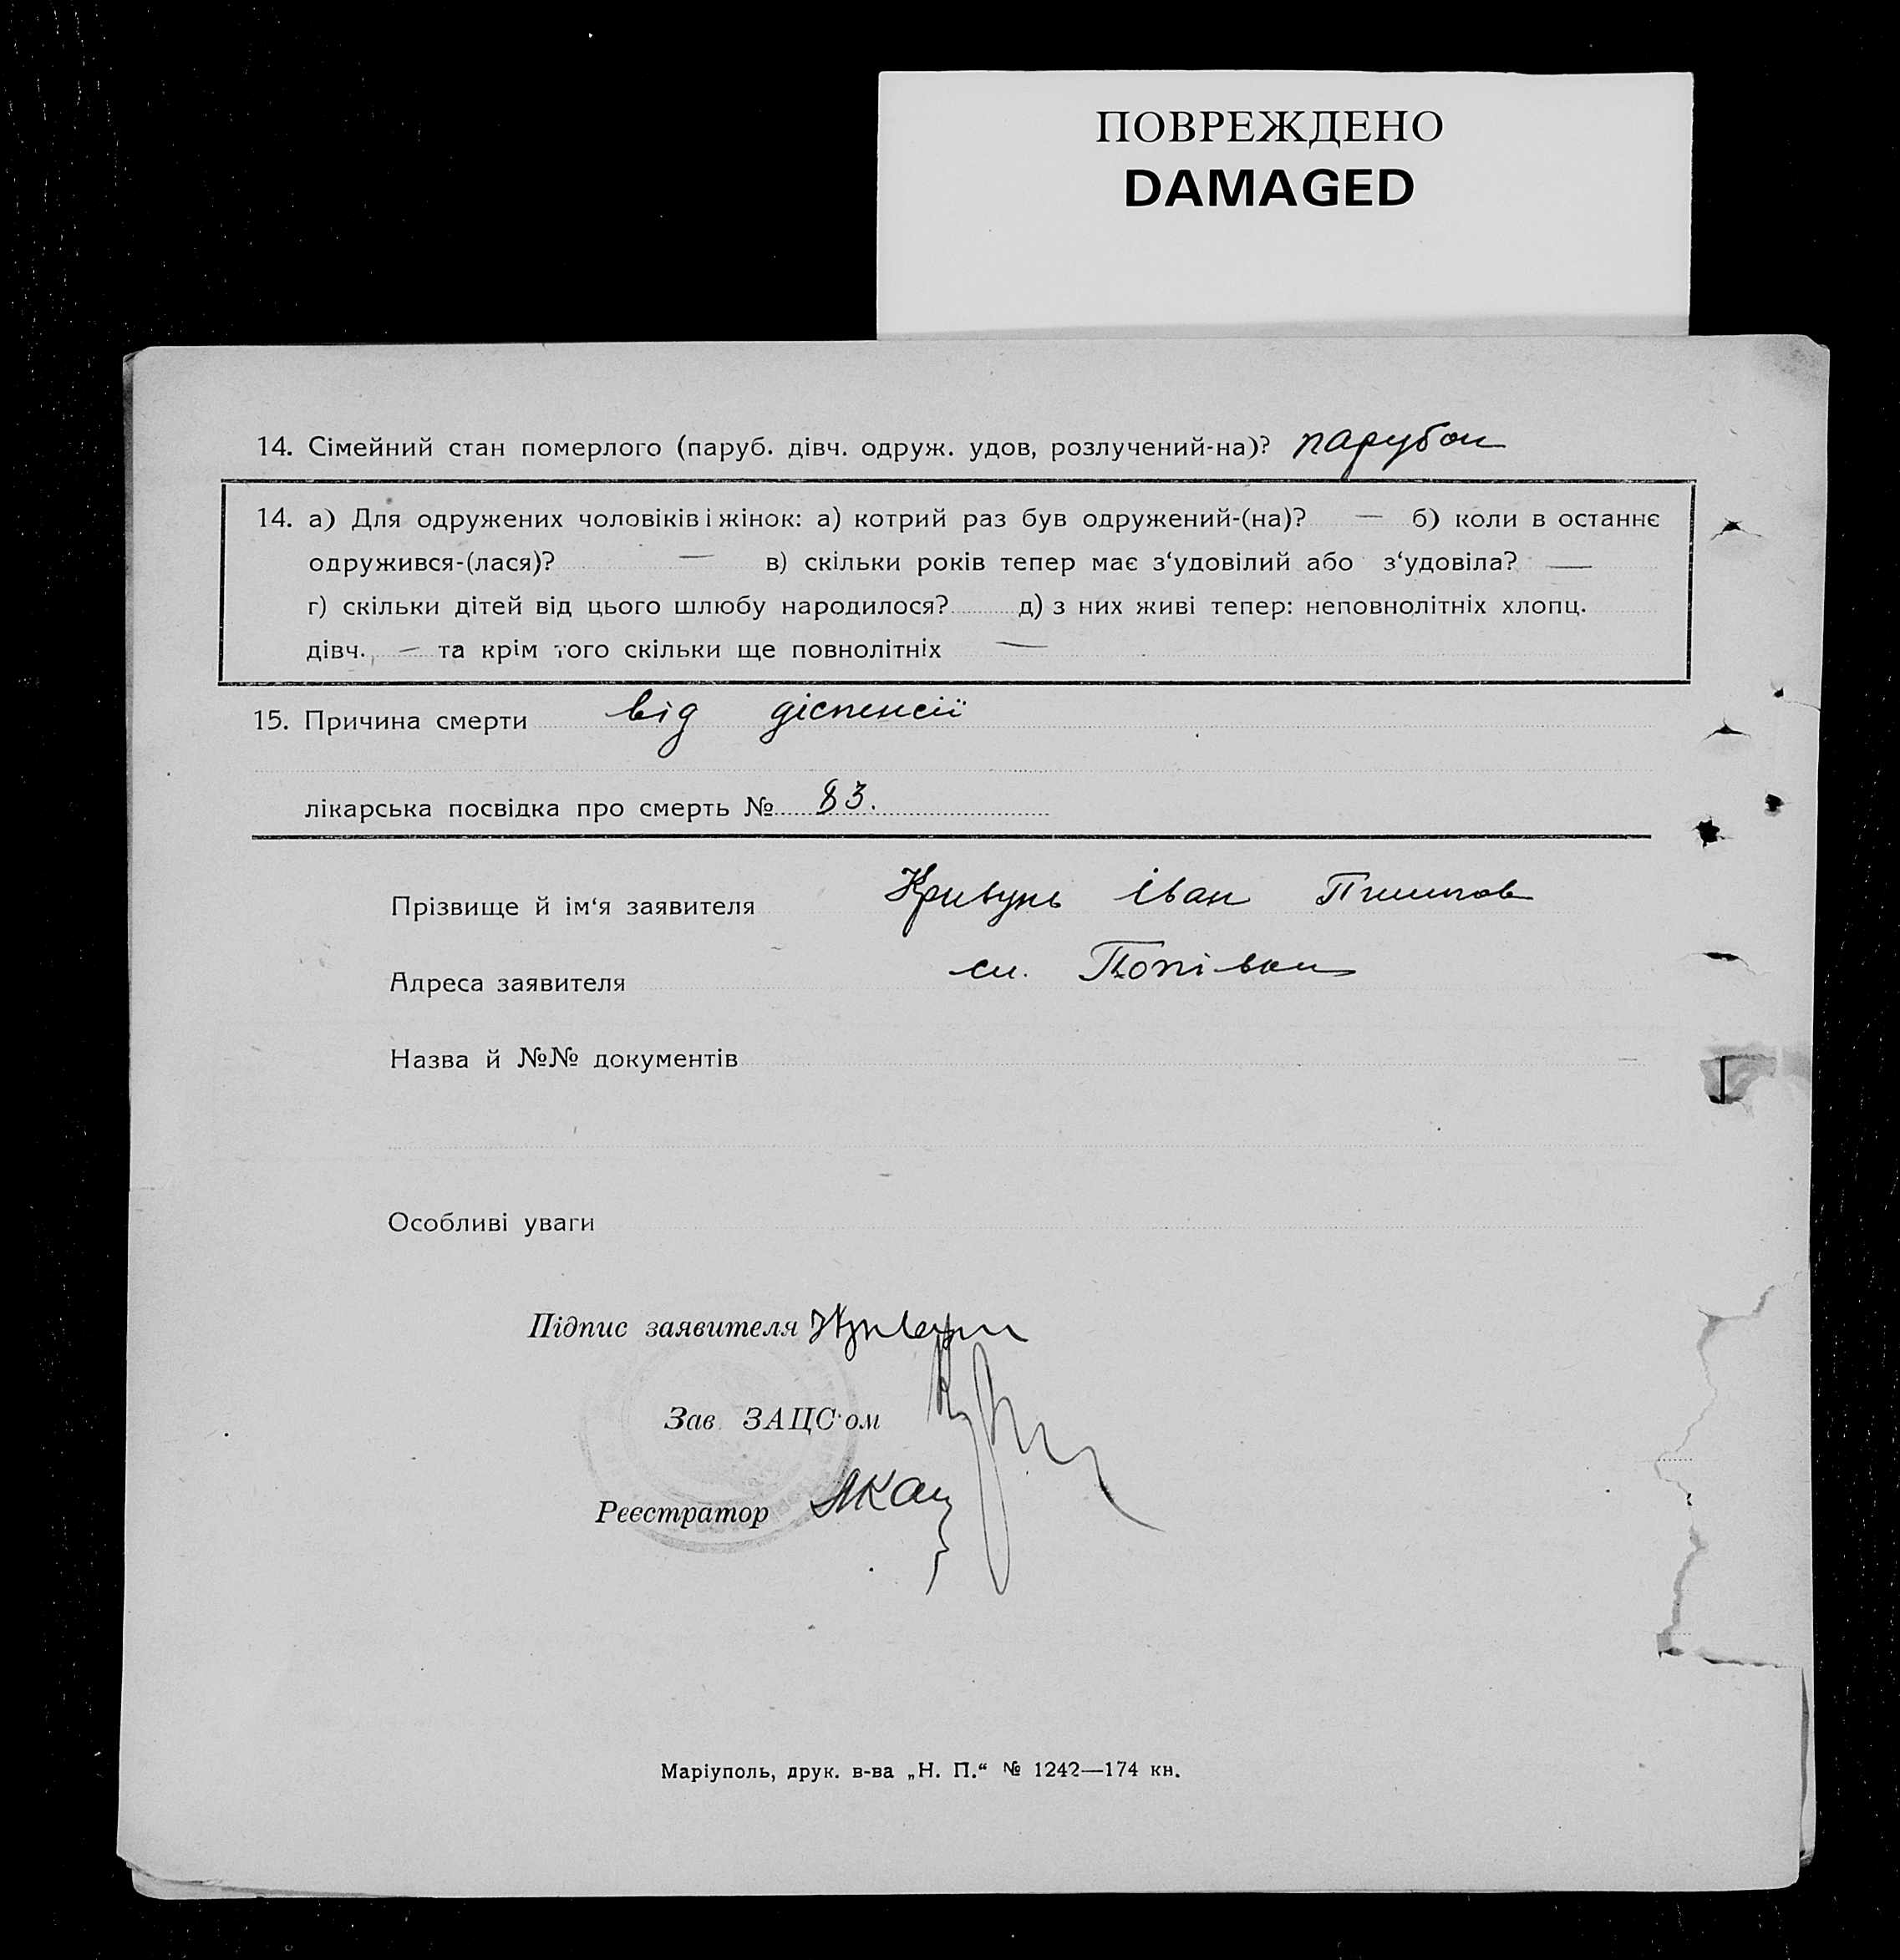 ПОВРЕЖДЕНО
DAMAGED
14. Сімейний стан померлого (паруб. дівч. одруж. удов, розлучений-на)? парубок
14. а) Для одружених чоловіків і жінок: а) котрий раз був одружений-(на)? — б) коли в останнє
одружився-(лася)? — в) скільки років тепер має з‘удовілий або з‘удовіла? —
г) скільки дітей від цього шлюбу народилося? д) з них живі тепер: неповнолітніх хлопц.
дівч. — та крім того скільки ще повнолітніх —
15. Причина смерти від діспенсії
лікарська посвідка про смерть № 83.
Прізвище й ім‘я заявителя Кривунь Іван
Адреса заявителя Попівка
Назва й №№ документів —
Особливі уваги
Підпис заявителя
Зав. ЗАЦС‘ом
Реєстратор
Маріуполь, друк. в-ва „Н. П.“ № 1242—174 кн.